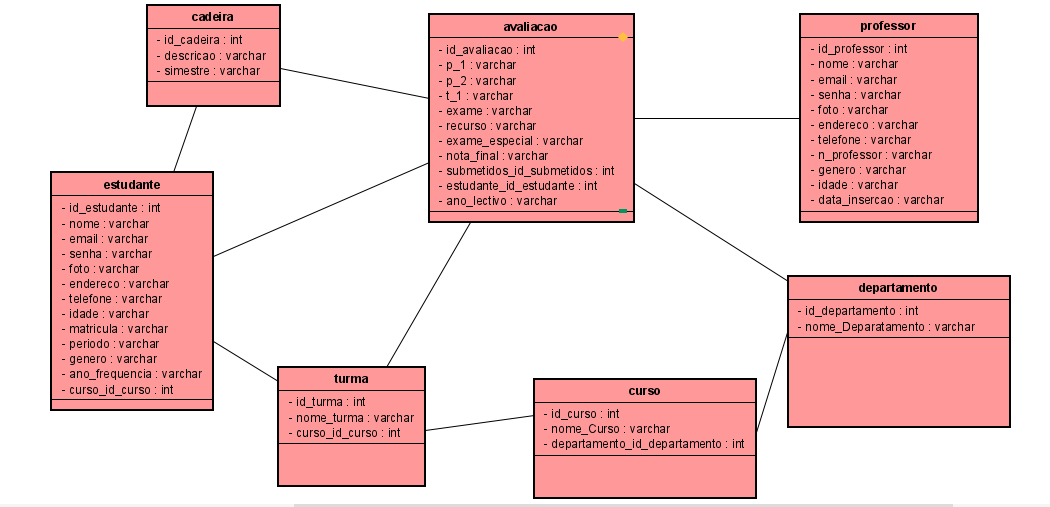 cadeira
- id_cadeira : int
- descricao : varchar
- simestre : varchar
avaliacao
- id_avaliacao : int
- p_1 : varchar
- p_2 : varchar
- t_1 : varchar
- exame : varchar
- recurso : varchar
- exame_especial : varchar
- nota_final : varchar
- submetidos_id_submetidos : int
- estudante_id_estudante : int
- ano_lectivo : varchar
professor
- id_professor : int
- nome : varchar
- email : varchar
- senha : varchar
- foto : varchar
- endereco : varchar
- telefone : varchar
- n_professor : varchar
- genero : varchar
- idade : varchar
- data_insercao : varchar
estudante
- id_estudante : int
- nome : varchar
- email : varchar
- senha : varchar
- foto : varchar
- endereco : varchar
- telefone : varchar
- idade : varchar
- matricula : varchar
- periodo : varchar
- genero : varchar
- ano_frequencia : varchar
- curso_id_curso : int
departamento
- id_departamento : int
- nome_Deparatamento : varchar
turma
- id_turma : int
- nome_turma : varchar
- curso_id_curso : int
curso
- id_curso : int
- nome_Curso : varchar
- departamento_id_departamento : int